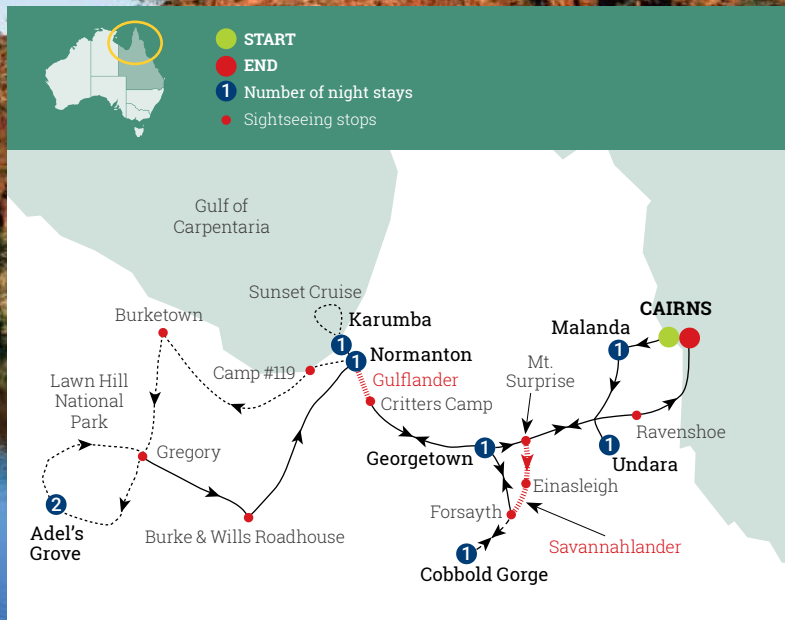 START
END
1 Number of night stays
Sightseeing stops
Gulf of
Carpentaria
Sunset Cruise
Karumba
1
Burketown
CAIRNS
Malanda
1
Normanton
1
Camp #119
Gulflander
Mt.
Surprise
Lawn Hill
National
Park
Critters Camp
Ravenshoe
Gregory
Georgetown
1
1
Undara
Einasleigh
2
Adel's
Grove
Burke & Wills Roadhouse
Forsayth
Savannahlander
1
Cobbold Gorge